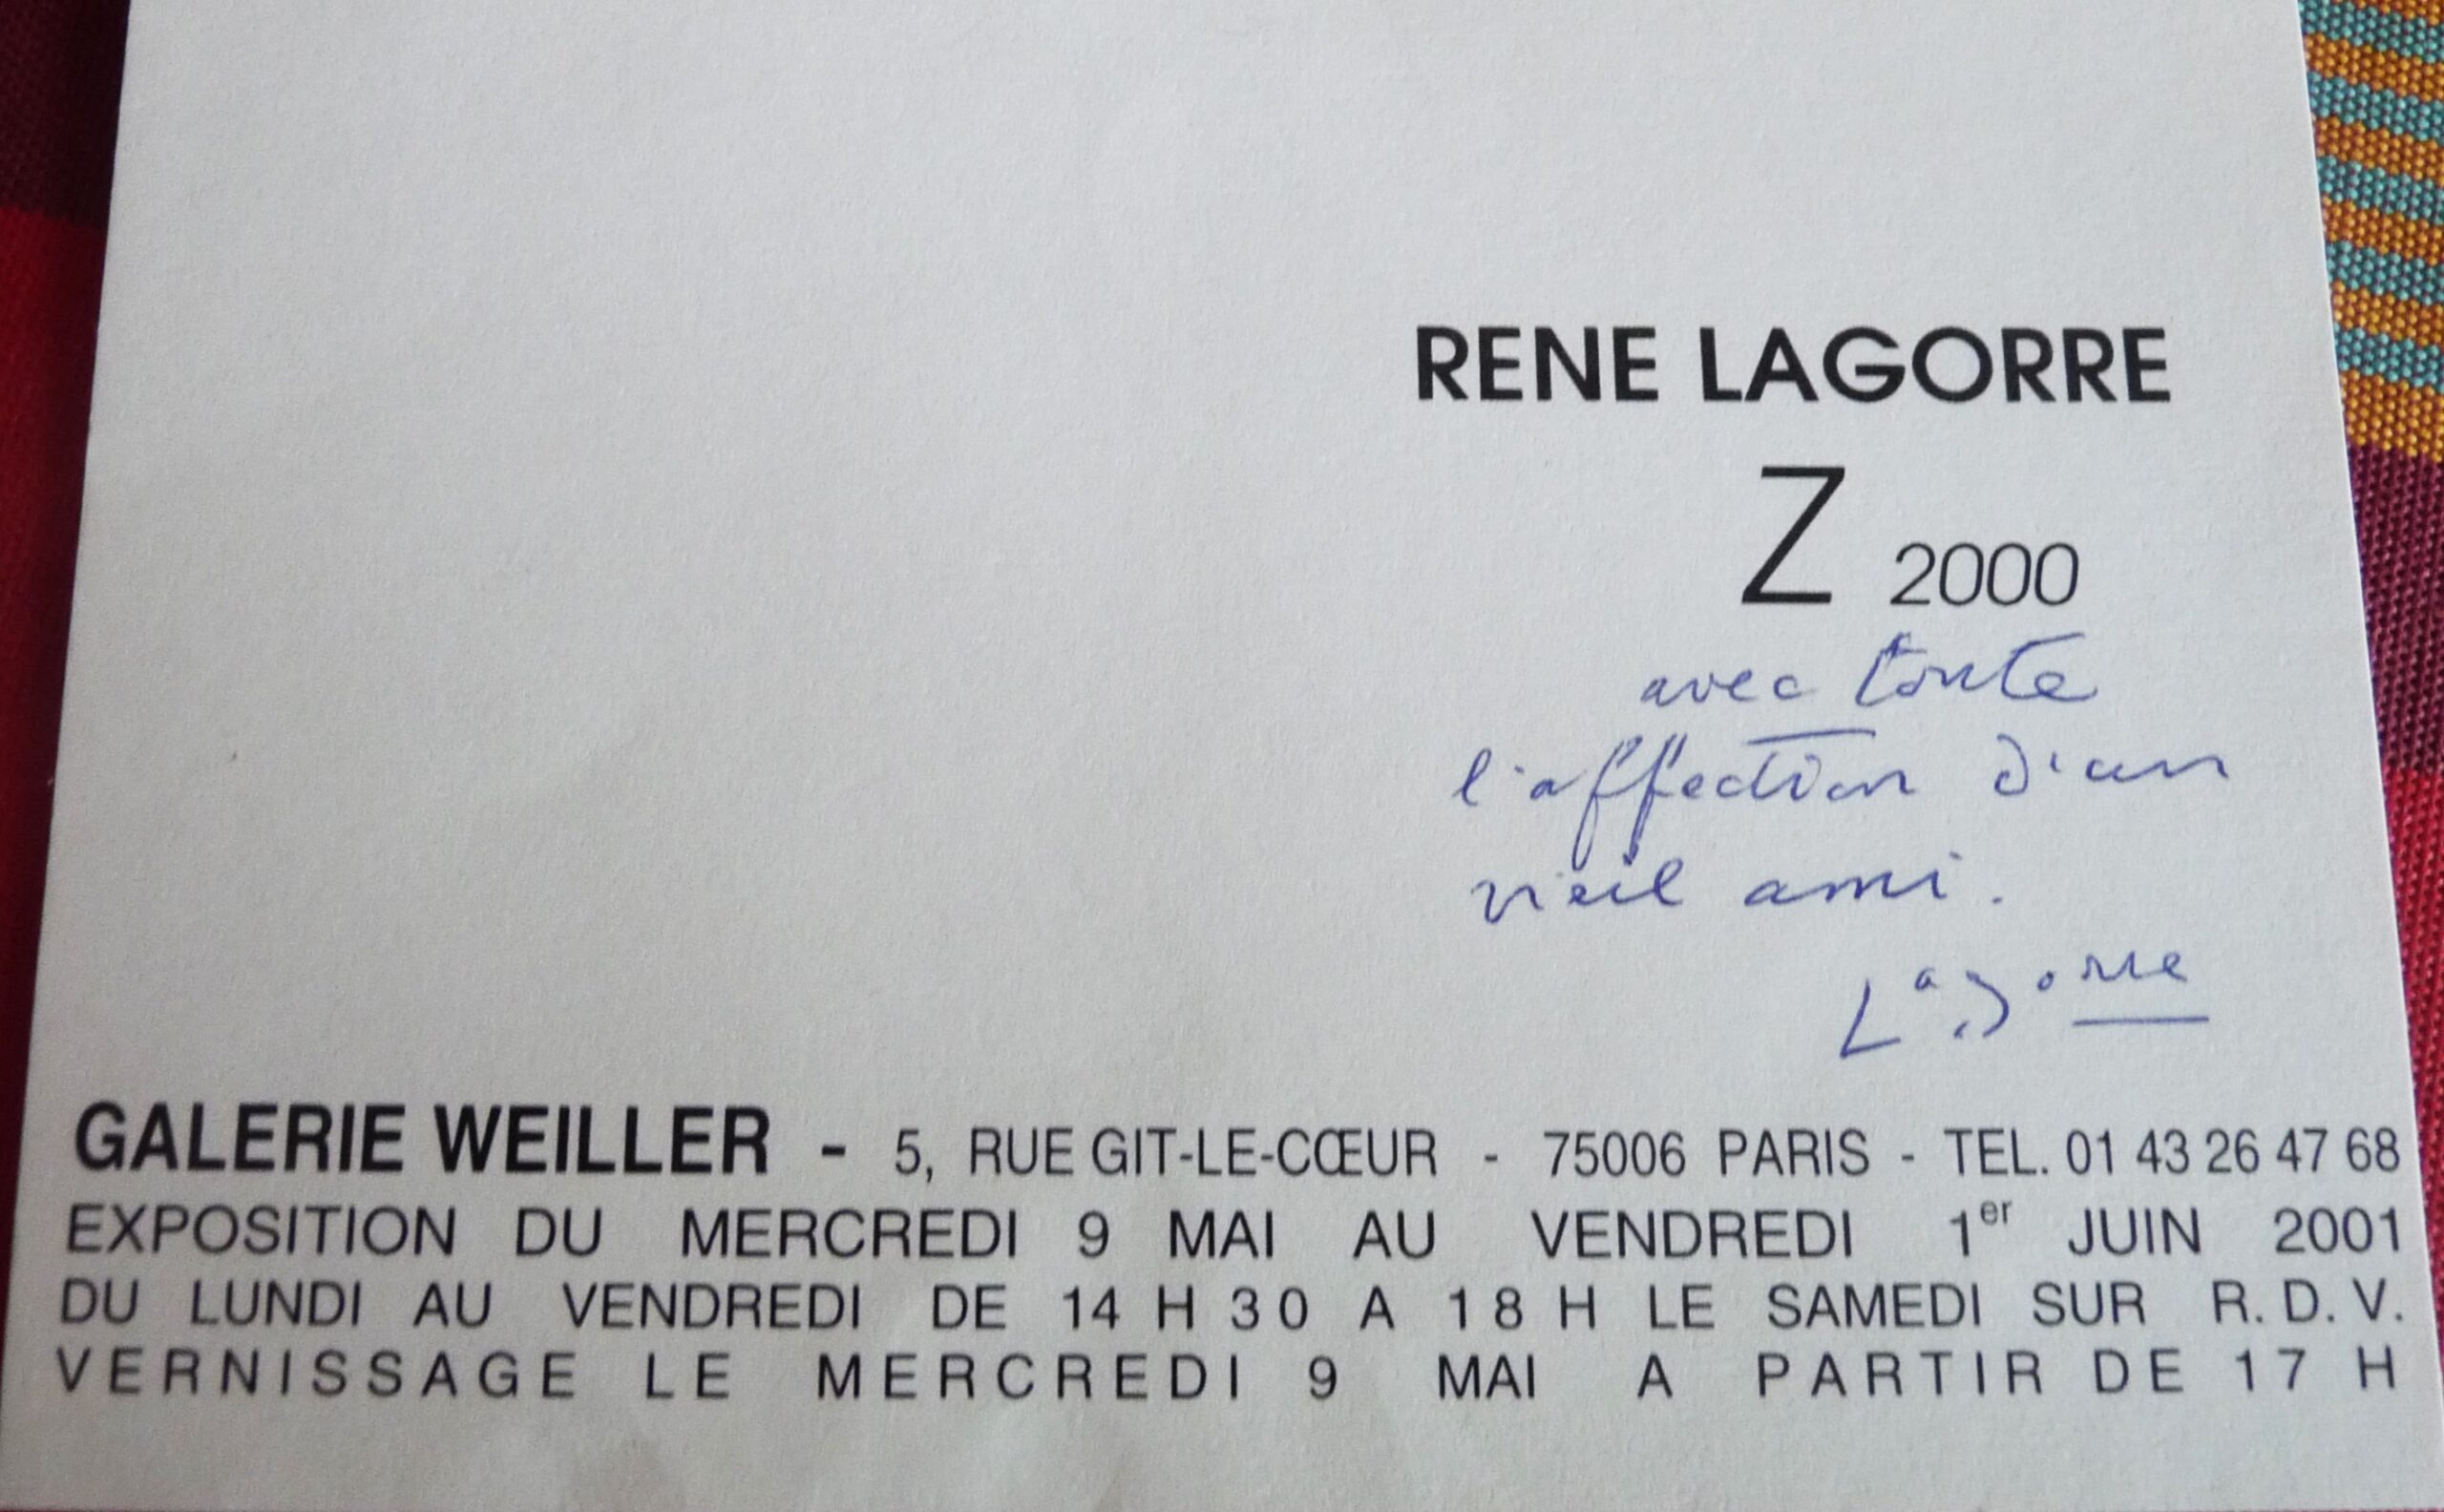 RENE LAGORRE
Z 2000
avec toute
l'affection d'un
vieil ami.
Lagorre
GALERIE WEILLER - 5, RUE GIT-LE-CŒUR - 75006 PARIS - TEL. 01 43 26 47 68
EXPOSITION DU MERCREDI 9 MAI AU VENDREDI 1er JUIN 2001
DU LUNDI AU VENDREDI DE 14 H 30 A 18 H LE SAMEDI SUR R. D. V.
VERNISSAGE LE MERCREDI 9 MAI A PARTIR DE 17 H